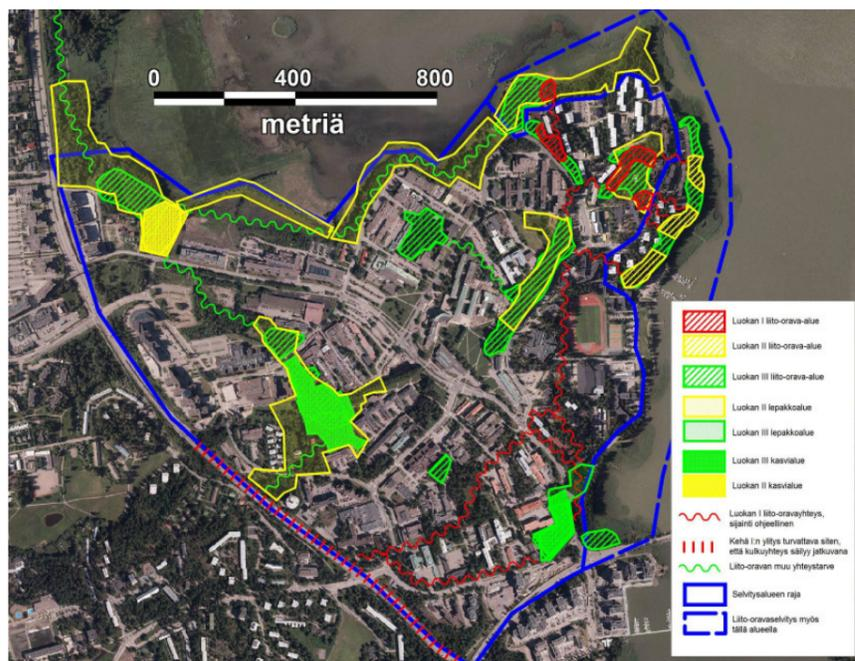 0 400 800
metriä
Luokan I liito-orava-alue
Luokan II liito-orava-alue
Luokan III liito-orava-alue
Luokan II lepakkoalue
Luokan III lepakkoalue
Luokan III kasvialue
Luokan II kasvialue
Luokan I liito-oravayhteys,
sijainti ohjeellinen
Kehä I:n ylitys turvattava siten,
että kulkuyhteys säilyy jatkuvana
Liito-oravan muu yhteystarve
Selvitysalueen raja
Liito-oravaselvitys myös
tällä alueella